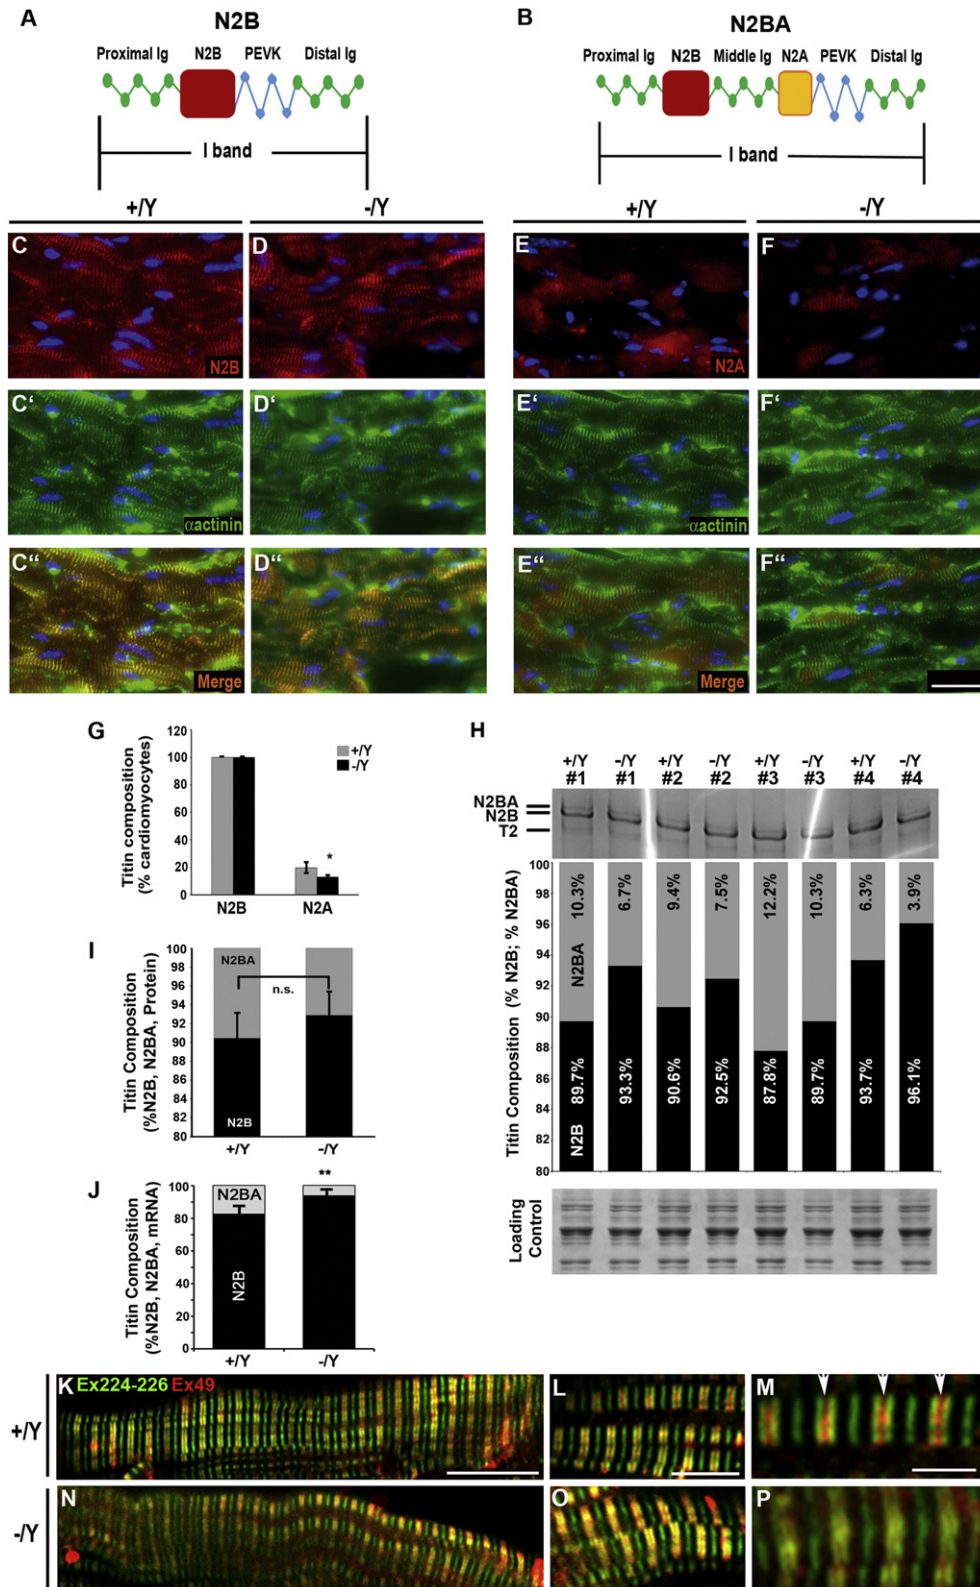 A
N2B
Proximal Ig N2B PEVK Distal Ig
I band
B
N2BA
Proximal Ig N2B Middle Ig N2A PEVK Distal Ig
I band
+/Y -/Y +/Y -/Y
C D E F
N2B N2A
C' D' E' F'
αactinin αactinin
C" D" E" F"
Merge Merge
G
Titin composition
(% cardiomyocytes)
120
100
80
60
40
20
0
+/Y
-/Y
*
N2B N2A
H
+/Y -/Y +/Y -/Y +/Y -/Y +/Y -/Y
#1 #1 #2 #2 #3 #3 #4 #4
N2BA
N2B
T2
Titin Composition (% N2B; % N2BA)
100
98
96
94
92
90
88
86
84
82
80
10.3% 6.7% 9.4% 7.5% 12.2% 10.3% 6.3% 3.9%
N2BA
89.7% 93.3% 90.6% 92.5% 87.8% 89.7% 93.7% 96.1%
N2B
Loading
Control
I
Titin Composition
(%N2B, N2BA, Protein)
100
98
96
94
92
90
88
86
84
82
80
N2BA
n.s.
N2B
+/Y -/Y
J
Titin Composition
(%N2B, N2BA, mRNA)
100
80
60
40
20
0
N2BA
**
N2B
+/Y -/Y
+/Y
K Ex224-226 Ex49 L M
-/Y
N O P